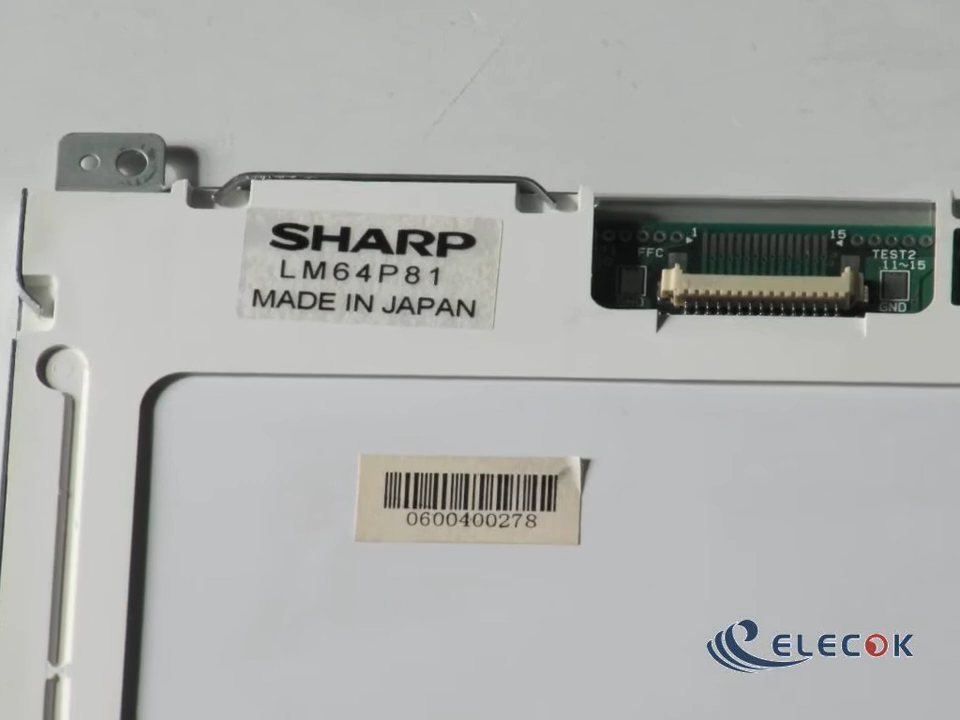 SHARP
LM64P81
MADE IN JAPAN
1
15
FFC
TEST2
11~15
GND
0600400278
ELECOK